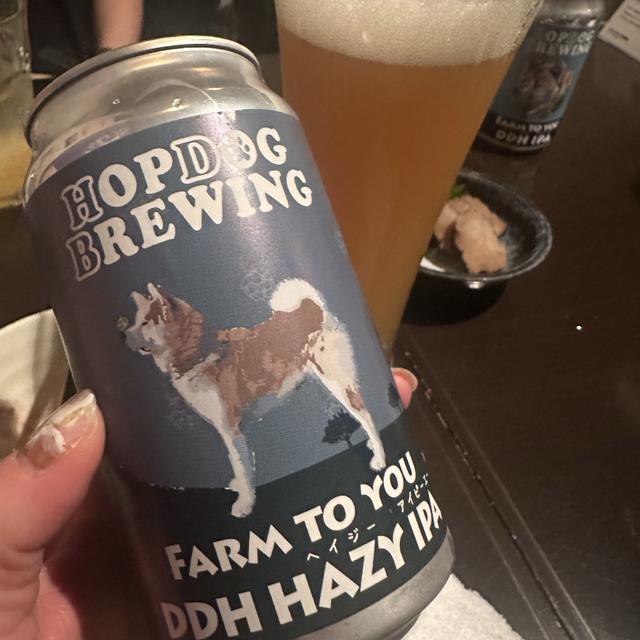 HOPDOG
BREWING
FARM TO YOU
ヘイジー アイピーエー
DDH HAZY IPA
BREWING
FARM TO YOU
DDH IPA